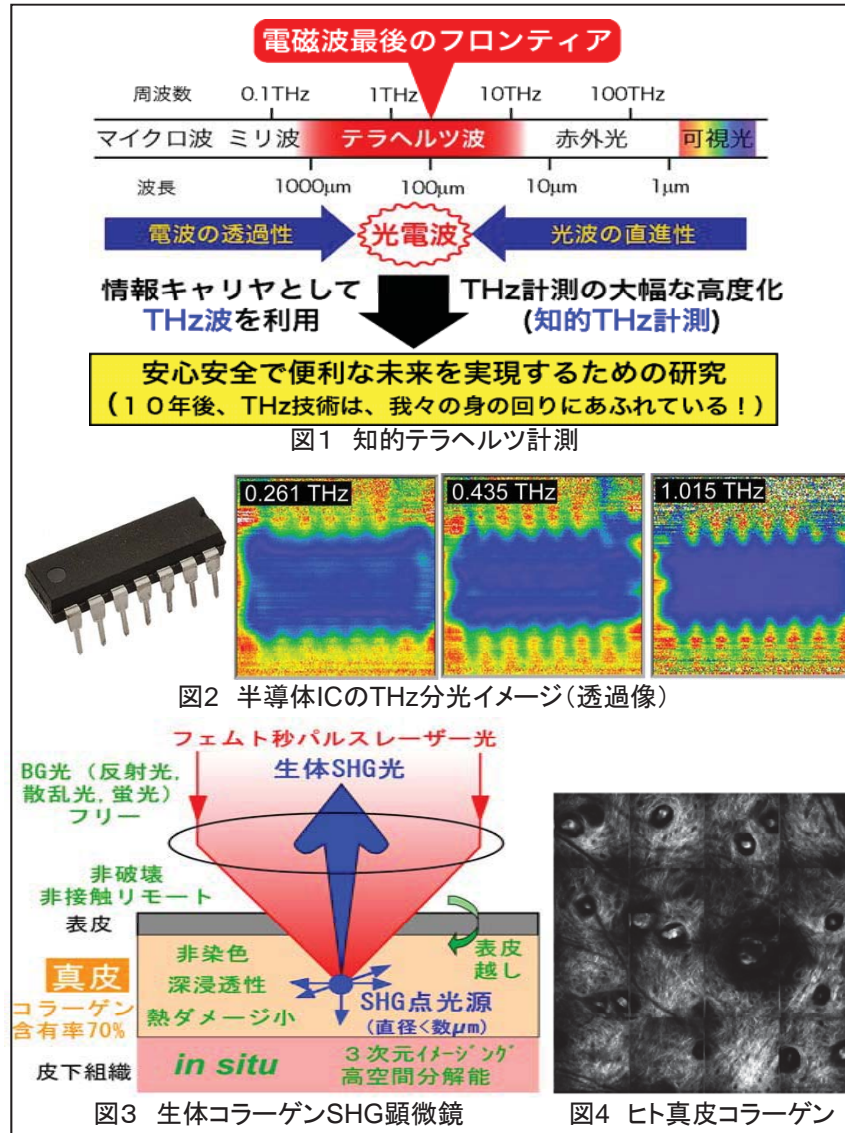 電磁波最後のフロンティア
周波数 0.1THz 1THz 10THz 100THz
マイクロ波 ミリ波 テラヘルツ波 赤外光 可視光
波長 1000μm 100μm 10μm 1μm
電波の透過性 光電波 光波の直進性
情報キャリヤとして
THz波を利用
THz計測の大幅な高度化
(知的THz計測)
安心安全で便利な未来を実現するための研究
(10年後、THz技術は、我々の身の回りにあふれている!)
図1 知的テラヘルツ計測
0.261 THz 0.435 THz 1.015 THz
図2 半導体ICのTHz分光イメージ(透過像)
フェムト秒パルスレーザー光
生体SHG光
BG光(反射光,
散乱光,蛍光)
フリー
非破壊
非接触リモート
表皮
表皮
越し
真皮
コラーゲン
含有率70%
非染色
深浸透性
熱ダメージ小
SHG点光源
(直径<数μm)
皮下組織
in situ
3次元イメージング
高空間分解能
図3 生体コラーゲンSHG顕微鏡
図4 ヒト真皮コラーゲン